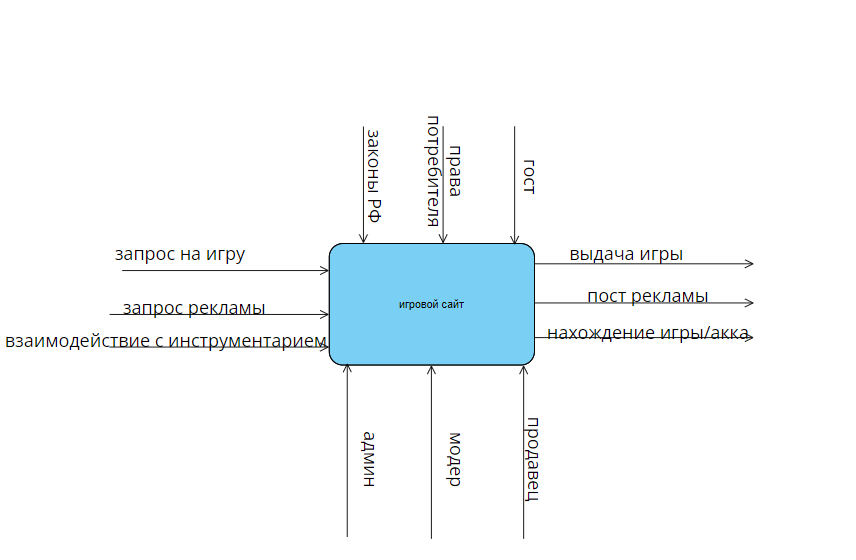 законы РФ
права
потребителя
гост
запрос на игру
запрос рекламы
взаимодействие с инструментарием
игровой сайт
выдача игры
пост рекламы
нахождение игры/акка
админ
модер
продавец